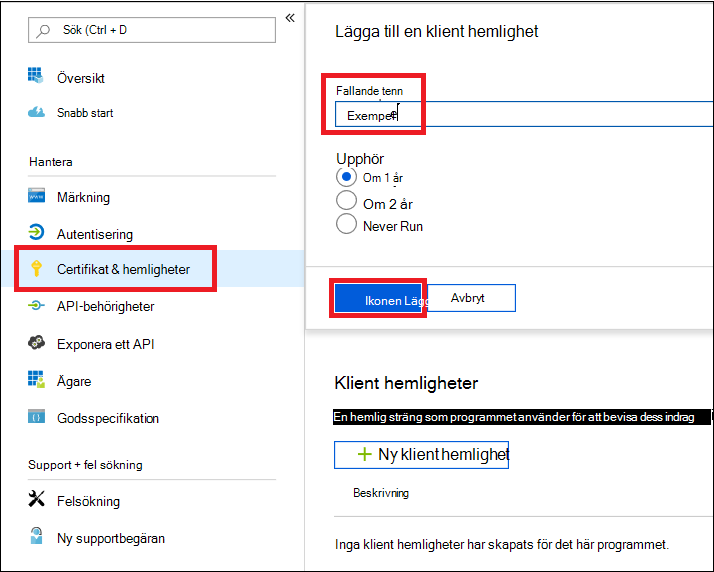 Sök (Ctrl + D
«
Översikt
Snabb start
Hantera
Märkning
Autentisering
Certifikat & hemligheter
API-behörigheter
Exponera ett API
Ägare
Godsspecifikation
Support + fel sökning
Felsökning
Ny supportbegäran
Lägga till en klient hemlighet
Fallande tenn
Exempel
Upphör
Om 1 år
Om 2 år
Never Run
Ikonen Lägg
Avbryt
Klient hemligheter
En hemlig sträng som programmet använder för att bevisa dess indrag
Ny klient hemlighet
Beskrivning
Inga klient hemligheter har skapats för det här programmet.